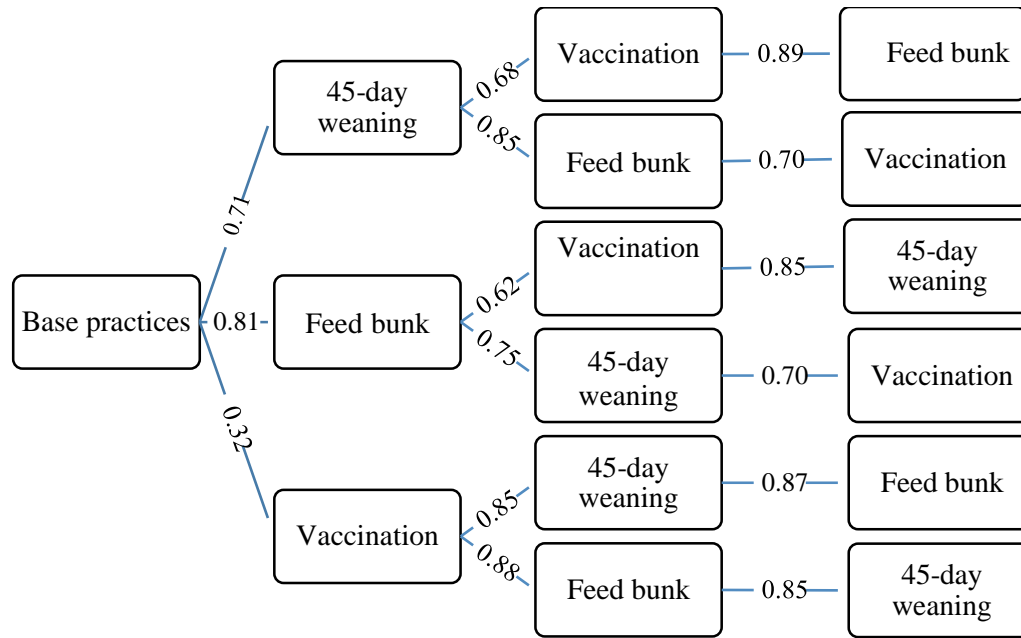 Vaccination
0.89
Feed bunk
0.68
45-day
weaning
0.85
Feed bunk
0.70
Vaccination
0.71
Vaccination
0.85
45-day
weaning
0.62
Base practices
0.81
Feed bunk
0.75
45-day
weaning
0.70
Vaccination
0.32
45-day
weaning
0.87
Feed bunk
0.85
Vaccination
0.88
Feed bunk
0.85
45-day
weaning